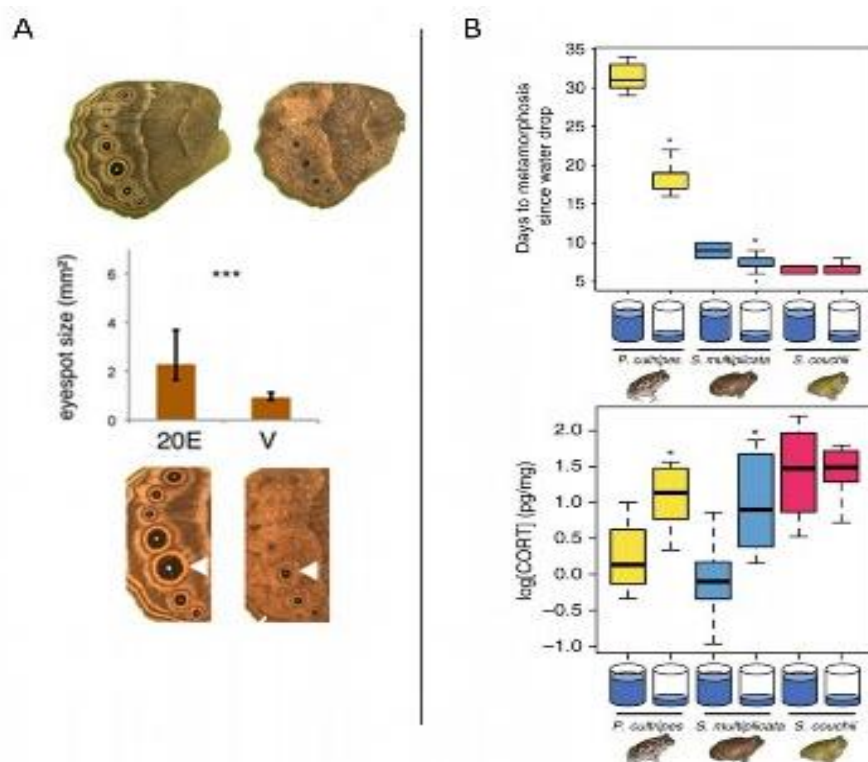 A
eyespot size (mm²)
6
4
2
0
***
20E V
B
Days to metamorphosis
since water drop
35
30
25
20
15
10
5
*
*
P. cultripes S. multiplicata S. couchii
log[CORT] (pg/mg)
2.0
1.5
1.0
0.5
0.0
−0.5
−1.0
*
*
P. cultripes S. multiplicata S. couchii